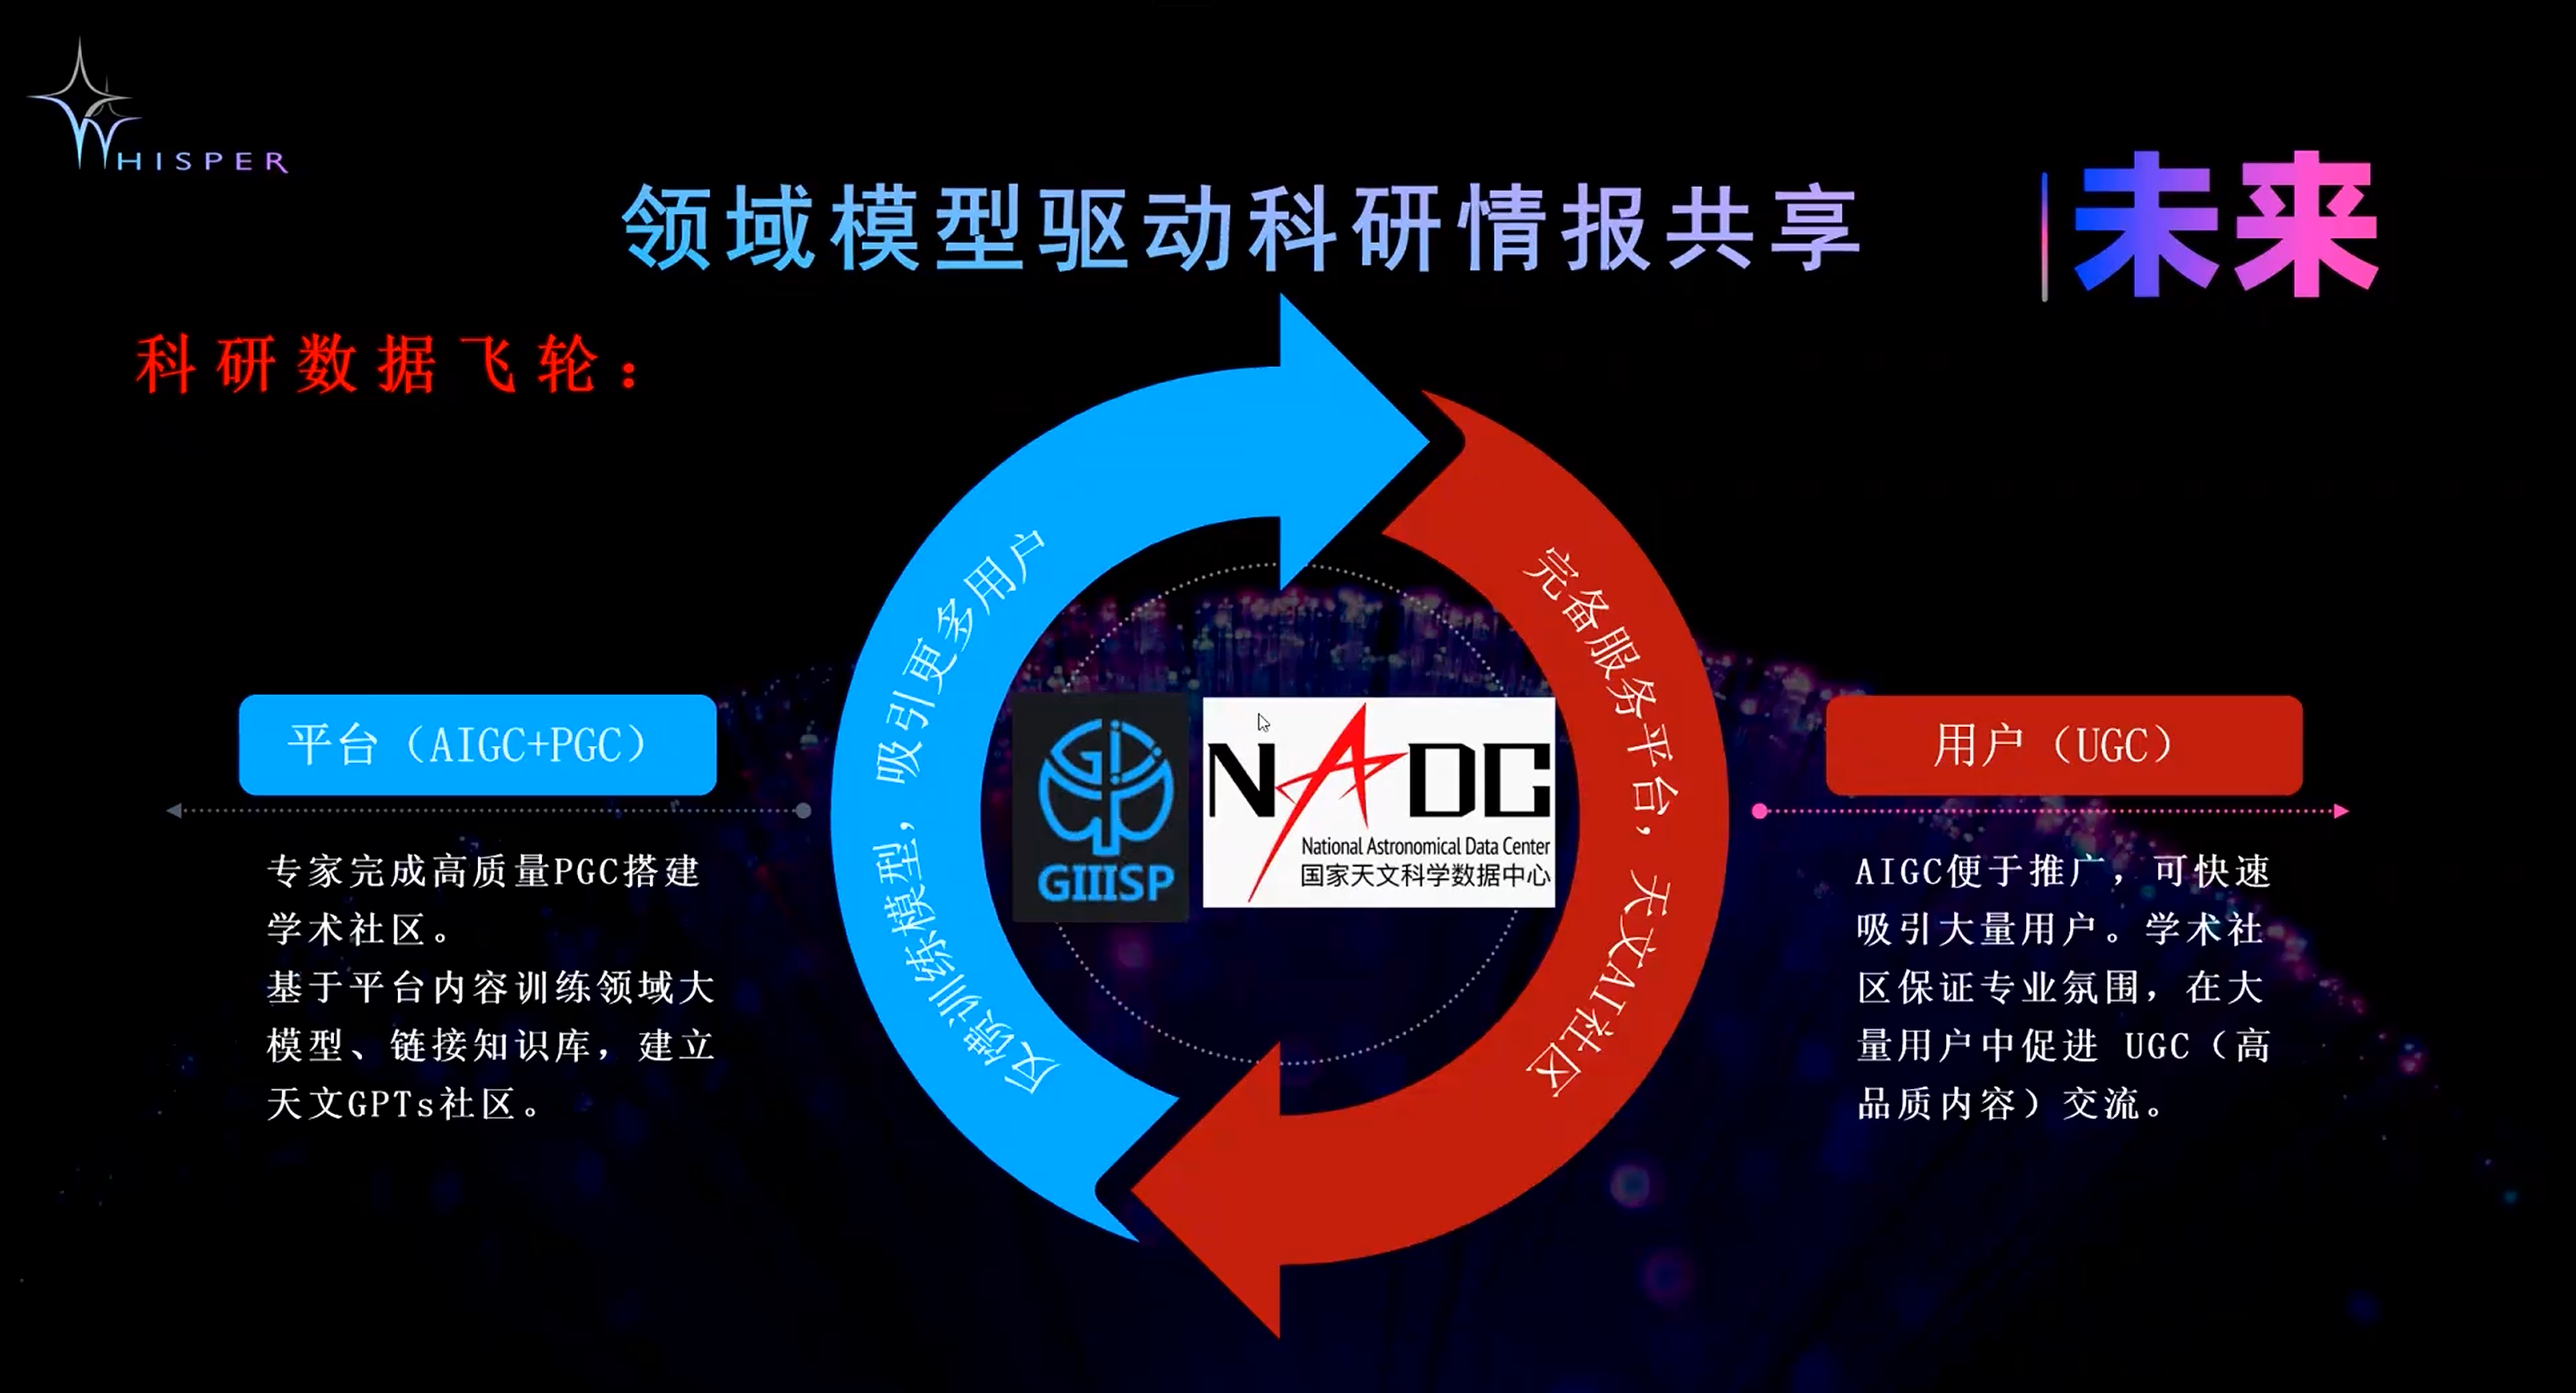 WHISPER
领域模型驱动科研情报共享
未来
科研数据飞轮：
反馈训练模型，吸引更多用户
完备服务平台，天文AI社区
平台（AIGC+PGC）
专家完成高质量PGC搭建
学术社区。
基于平台内容训练领域大
模型、链接知识库，建立
天文GPTs社区。
GIIISP
NADC
National Astronomical Data Center
国家天文科学数据中心
用户（UGC）
AIGC便于推广，可快速
吸引大量用户。学术社
区保证专业氛围，在大
量用户中促进 UGC（高
品质内容）交流。